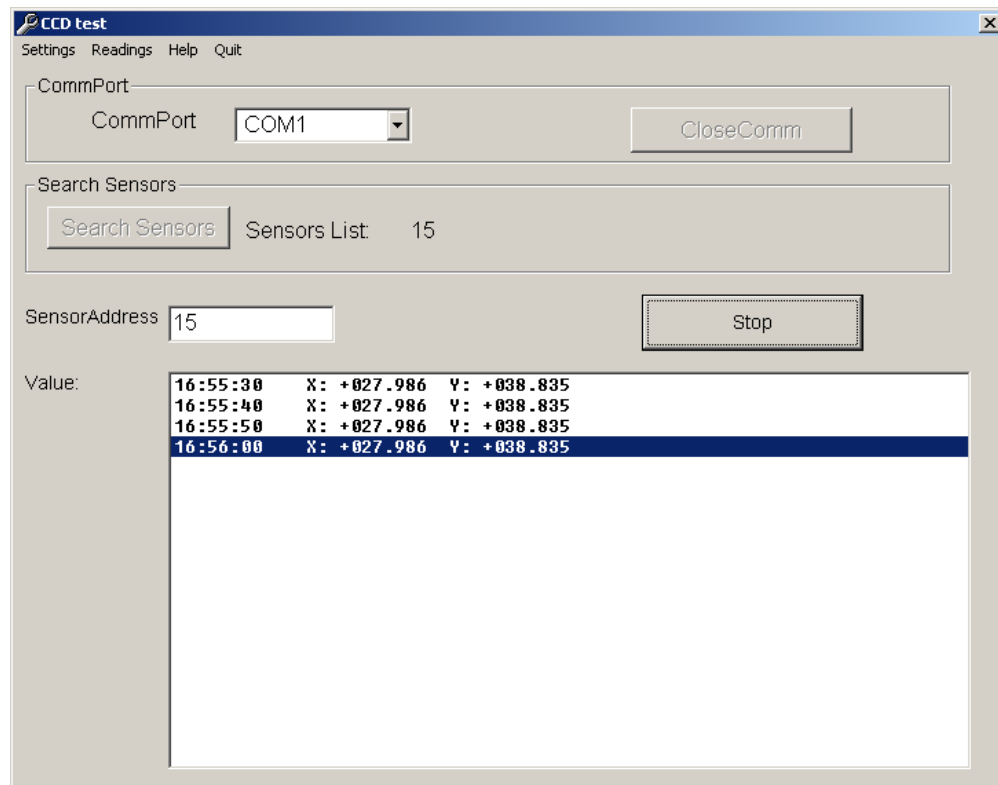 CCD test
Settings Readings Help Quit
CommPort
CommPort COM1 CloseComm
Search Sensors
Search Sensors Sensors List: 15
SensorAddress 15 Stop
Value:
16:55:30 X: +027.986 Y: +038.835
16:55:40 X: +027.986 Y: +038.835
16:55:50 X: +027.986 Y: +038.835
16:56:00 X: +027.986 Y: +038.835